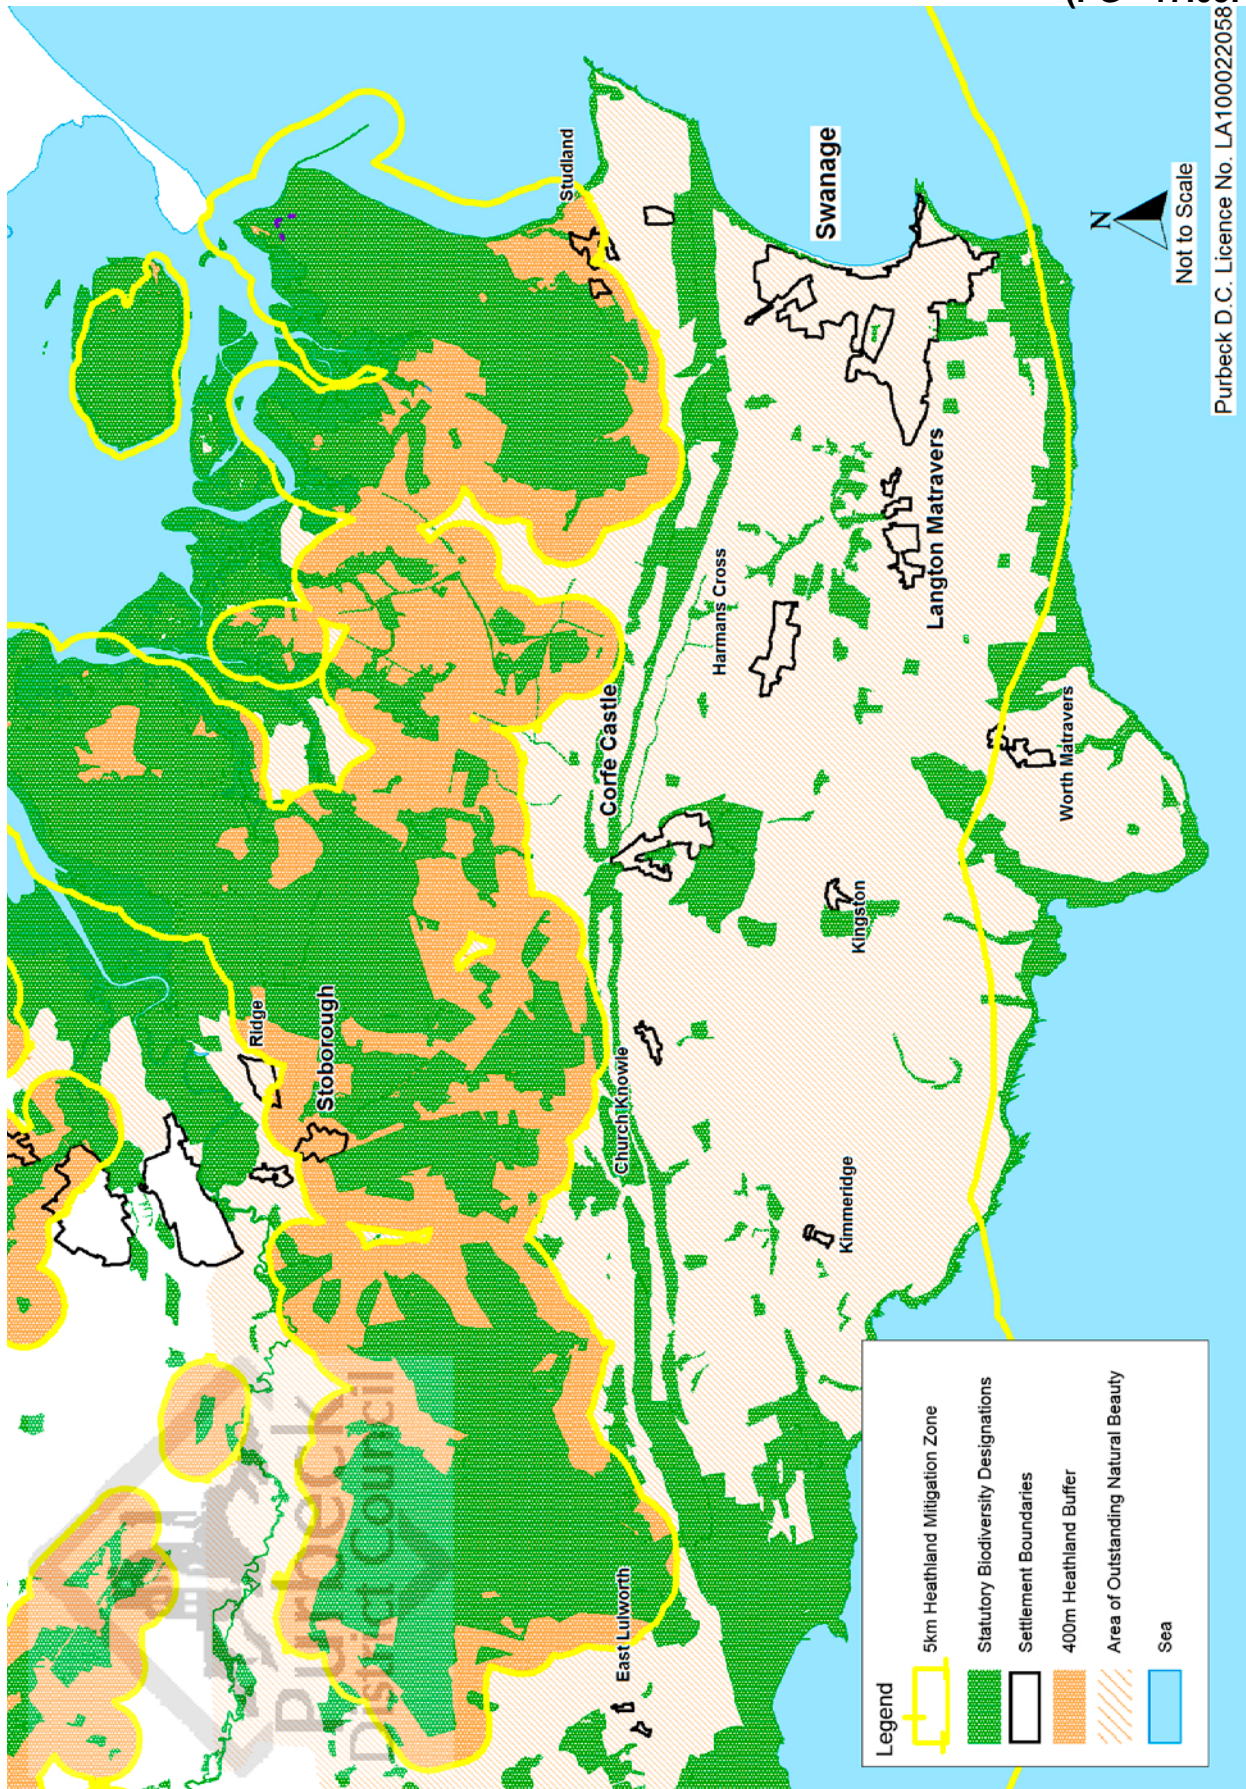 Purbeck
District Council
East Lulworth
Stoborough
Ridge
Church Knowle
Kimmeridge
Corfe Castle
Kingston
Harmans Cross
Worth Matravers
Langton Matravers
Studland
Swanage
Legend
5km Heathland Mitigation Zone
Statutory Biodiversity Designations
Settlement Boundaries
400m Heathland Buffer
Area of Outstanding Natural Beauty
Sea
N
Not to Scale
Purbeck D.C. Licence No. LA100022058